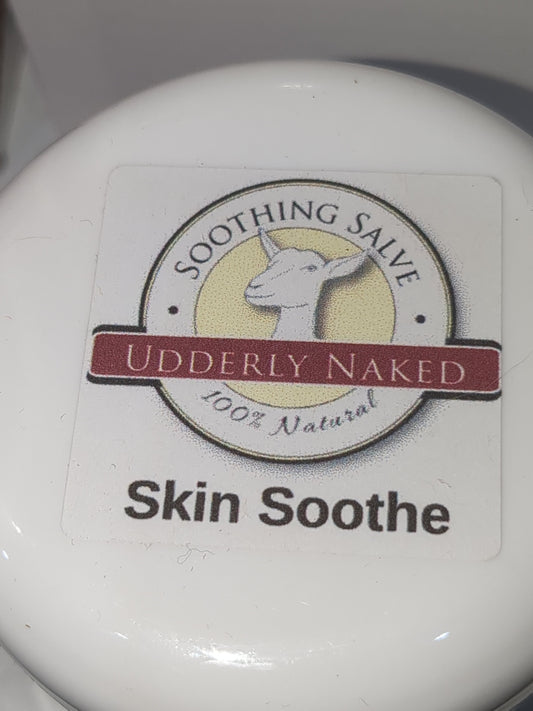 SOOTHING SALVE
UDDERLY NAKED
100% Natural
Skin Soothe